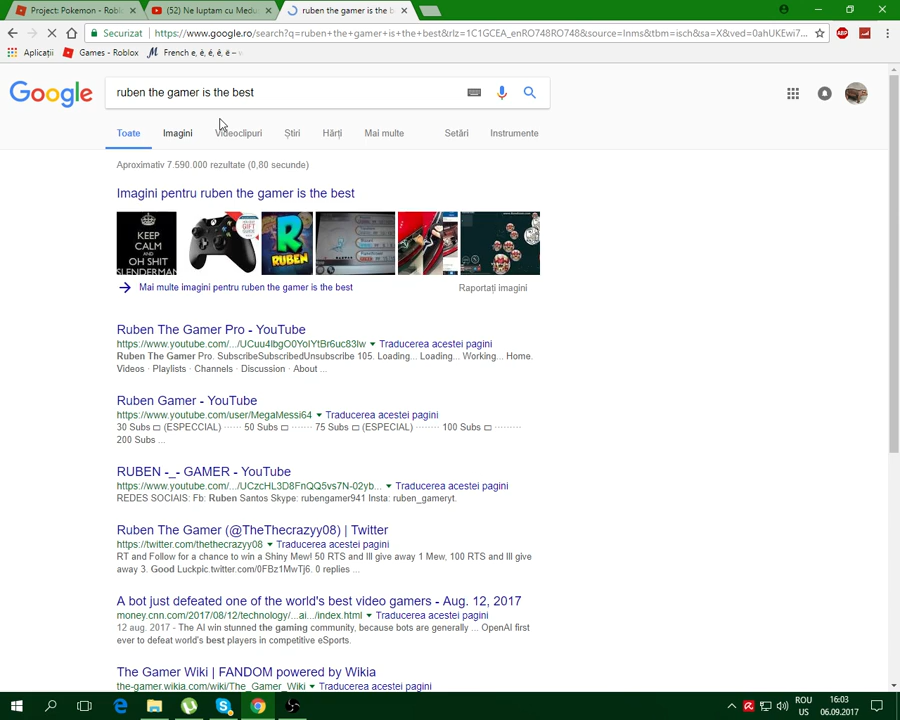 Project: Pokemon - Roblo
(52) Ne luptam cu Medu
ruben the gamer is the b
Securizat
https://www.google.ro/search?q=ruben+the+gamer+is+the+best&rlz=1C1GCEA_enRO748RO748&source=lnms&tbm=isch&sa=X&ved=0ahUKEwi7...
ABP
Aplicații
Games - Roblox
French e, è, é, ê, ë – v
Google
ruben the gamer is the best
Toate
Imagini
Videoclipuri
Știri
Hărți
Mai multe
Setări
Instrumente
Aproximativ 7.590.000 rezultate (0,80 secunde)
Imagini pentru ruben the gamer is the best
KEEP
CALM
AND
OH SHIT
SLENDERMAN
GIFT
GUIDE
R
RUBEN
Mai multe imagini pentru ruben the gamer is the best
Raportați imagini
Ruben The Gamer Pro - YouTube
https://www.youtube.com/.../UCuu4IbgO0YoIYtBr6uc83Iw
Traducerea acestei pagini
Ruben The Gamer Pro. SubscribeSubscribedUnsubscribe 105. Loading... Loading... Working... Home.
Videos · Playlists · Channels · Discussion · About ...
Ruben Gamer - YouTube
https://www.youtube.com/user/MegaMessi64
Traducerea acestei pagini
30 Subs ▭ (ESPECCIAL) ······ 50 Subs ▭ ······· 75 Subs ▭ (ESPECIAL) ········ 100 Subs ▭ ·········
200 Subs ...
RUBEN -_- GAMER - YouTube
https://www.youtube.com/.../UCzcHL3D8FnQQ5vs7N-02yb...
Traducerea acestei pagini
REDES SOCIAIS: Fb: Ruben Santos Skype: rubengamer941 Insta: ruben_gameryt.
Ruben The Gamer (@TheThecrazyy08) | Twitter
https://twitter.com/thethecrazyy08
Traducerea acestei pagini
RT and Follow for a chance to win a Shiny Mew! 50 RTS and Ill give away 1 Mew, 100 RTS and Ill give
away 3. Good Luckpic.twitter.com/0FBz1MwTj6. 0 replies ...
A bot just defeated one of the world's best video gamers - Aug. 12, 2017
money.cnn.com/2017/08/12/technology/...ai.../index.html
Traducerea acestei pagini
12 aug. 2017 - The AI win stunned the gaming community, because bots are generally ... OpenAI first
ever to defeat world's best players in competitive eSports.
The Gamer Wiki | FANDOM powered by Wikia
the-gamer.wikia.com/wiki/The_Gamer_Wiki
Traducerea acestei pagini
ROU
US
16:03
06.09.2017